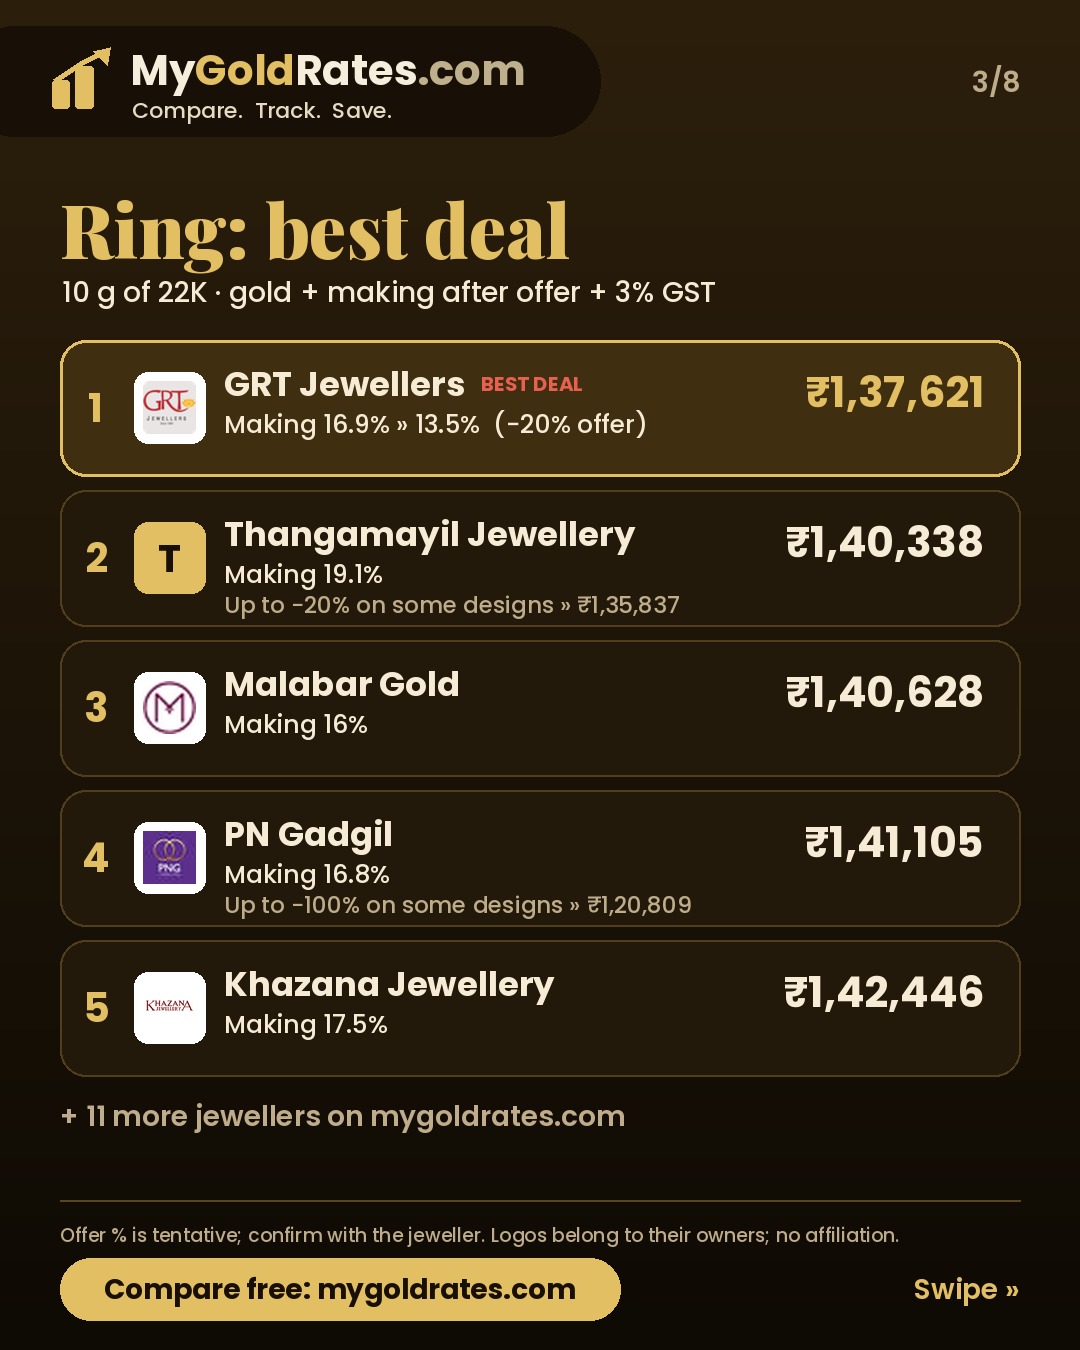 MyGoldRates.com
Compare. Track. Save.
3/8
Ring: best deal
10 g of 22K · gold + making after offer + 3% GST
1
GRT
JEWELLERS
GRT Jewellers BEST DEAL
Making 16.9% » 13.5% (-20% offer)
₹1,37,621
2
T
Thangamayil Jewellery
Making 19.1%
Up to -20% on some designs » ₹1,35,837
₹1,40,338
3
M
Malabar Gold
Making 16%
₹1,40,628
4
PNG
PN Gadgil
Making 16.8%
Up to -100% on some designs » ₹1,20,809
₹1,41,105
5
KHAZANA
JEWELLERY
Khazana Jewellery
Making 17.5%
₹1,42,446
+ 11 more jewellers on mygoldrates.com
Offer % is tentative; confirm with the jeweller. Logos belong to their owners; no affiliation.
Compare free: mygoldrates.com
Swipe »